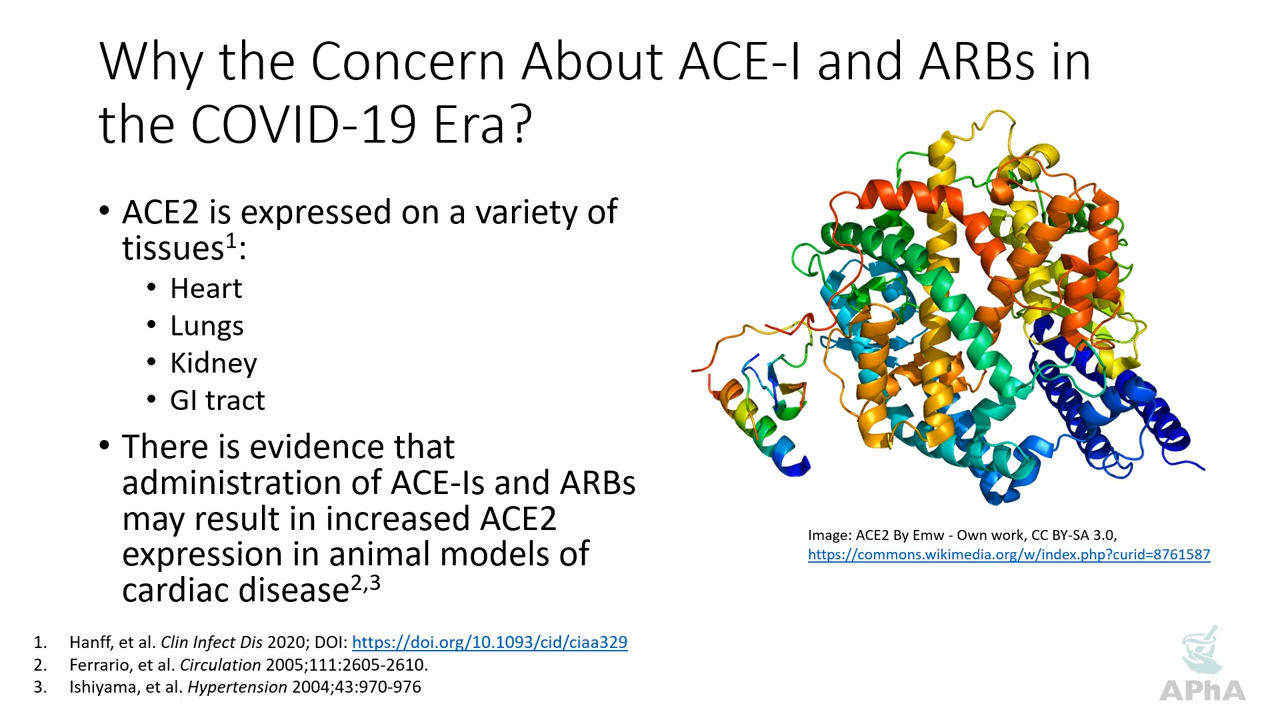 Why the Concern About ACE-I and ARBs in
the COVID-19 Era?
• ACE2 is expressed on a variety of
tissues1:
• Heart
• Lungs
• Kidney
• GI tract
• There is evidence that
administration of ACE-Is and ARBs
may result in increased ACE2
expression in animal models of
cardiac disease2,3
Image: ACE2 By Emw - Own work, CC BY-SA 3.0,
https://commons.wikimedia.org/w/index.php?curid=8761587
1. Hanff, et al. Clin Infect Dis 2020; DOI: https://doi.org/10.1093/cid/ciaa329
2. Ferrario, et al. Circulation 2005;111:2605-2610.
3. Ishiyama, et al. Hypertension 2004;43:970-976
APhA